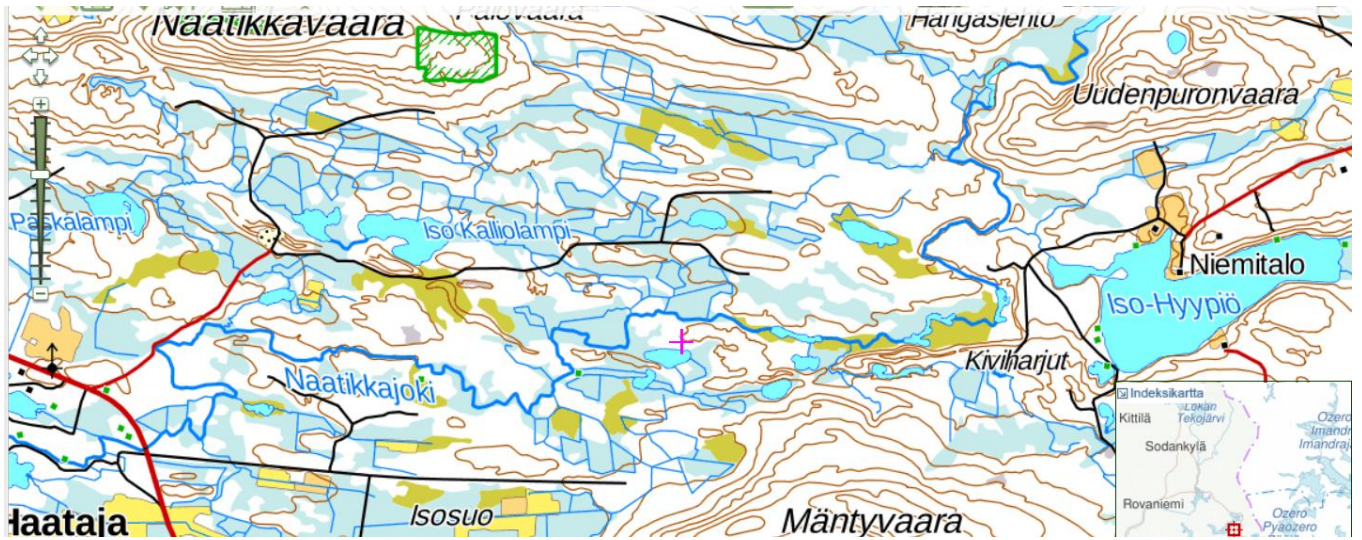 Naatikkavaara
Palovaara
Hangaslehto
Uudenpuronvaara
Paskalampi
Iso Kalliolampi
Niemitalo
Iso-Hyypiö
Kiviharjut
Naatikkajoki
Indeksikartta
Kittilä
Lokan
Tekojärvi
Sodankylä
Ozero
Imandra
Imandrajä
Rovaniemi
Ozero
Pyaozero
Isosuo
Mäntyvaara
Haataja